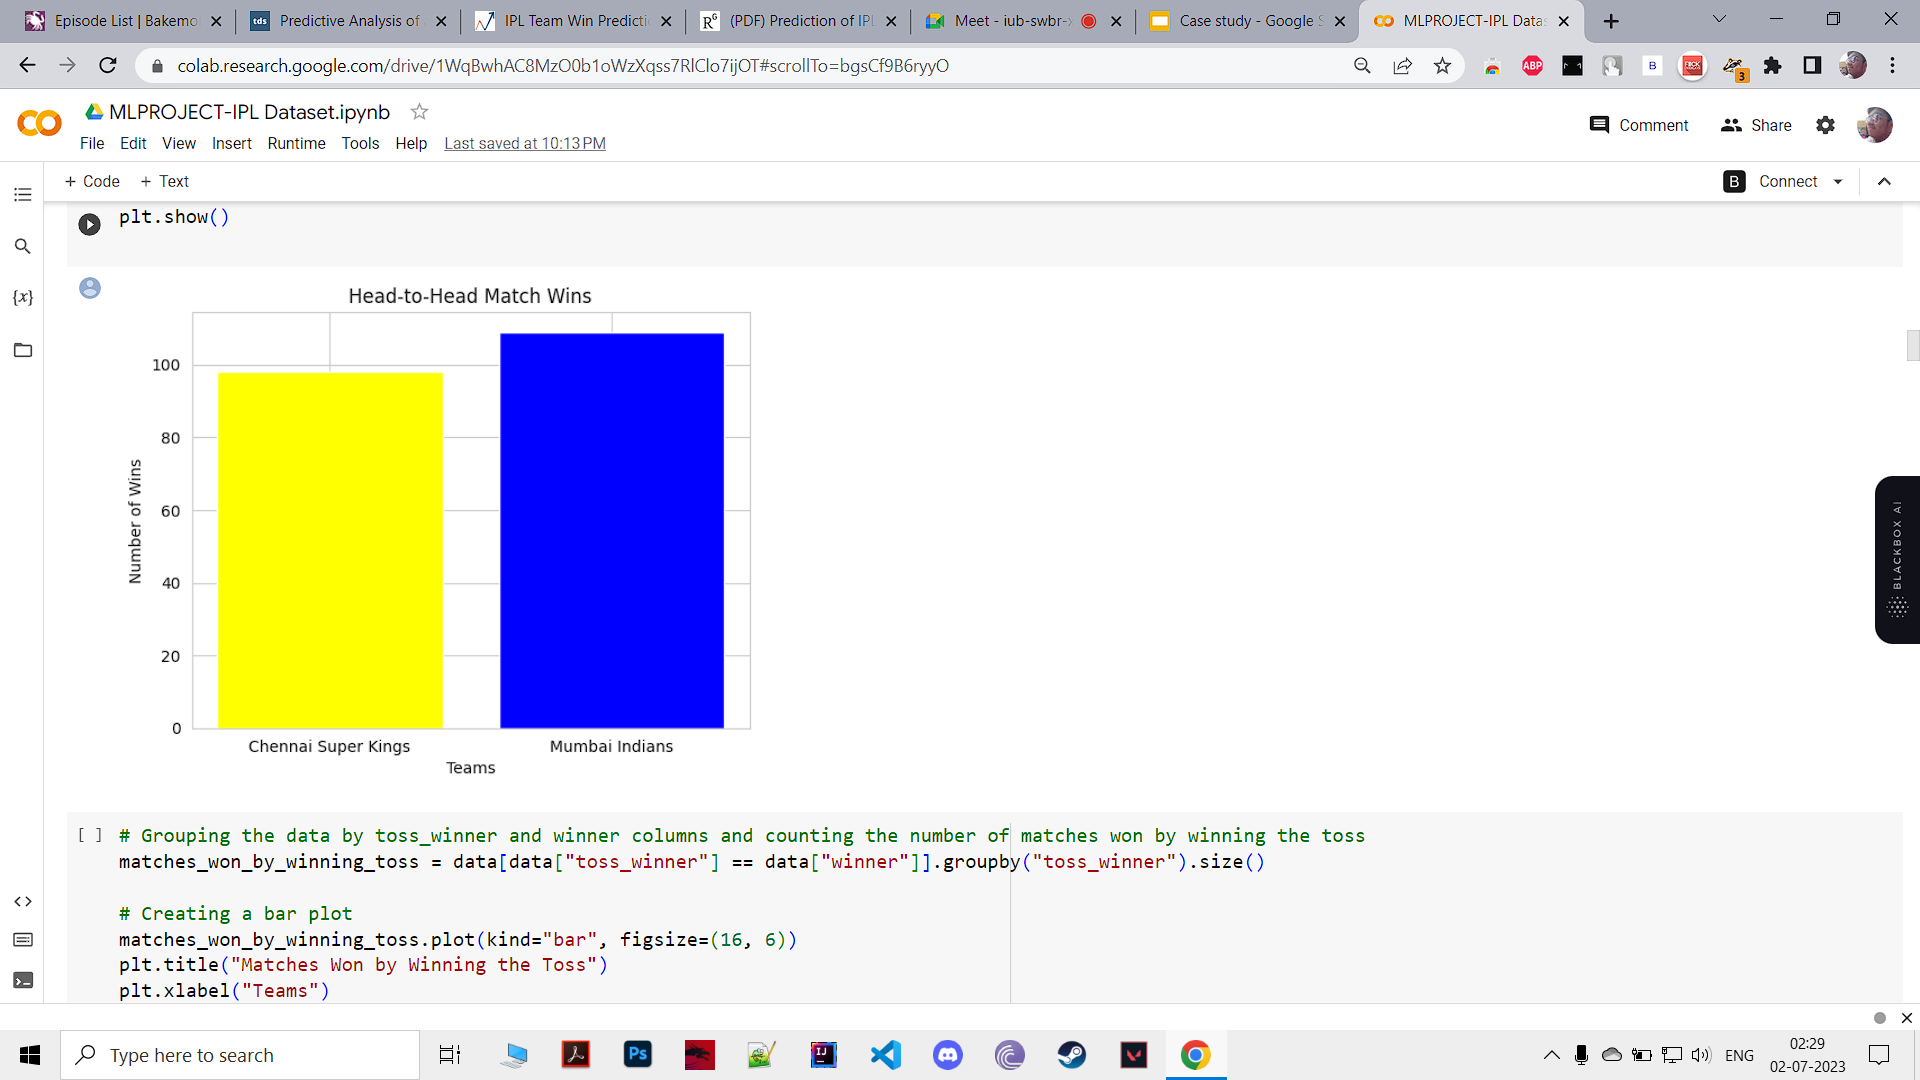 Episode List | Bakemo
Predictive Analysis of
IPL Team Win Predicti
(PDF) Prediction of IPL
Meet - iub-swbr-x
Case study - Google S
MLPROJECT-IPL Datas
colab.research.google.com/drive/1WqBwhAC8MzO0b1oWzXqss7RlClo7ijOT#scrollTo=bgsCf9B6ryyO
ABP
B
3
MLPROJECT-IPL Dataset.ipynb
File Edit View Insert Runtime Tools Help Last saved at 10:13 PM
Comment
Share
+ Code + Text
B Connect
plt.show()
{x}
Head-to-Head Match Wins
100
80
60
40
20
0
Number of Wins
Chennai Super Kings
Mumbai Indians
Teams
BLACKBOX AI
[ ] # Grouping the data by toss_winner and winner columns and counting the number of matches won by winning the toss
matches_won_by_winning_toss = data[data["toss_winner"] == data["winner"]].groupby("toss_winner").size()
# Creating a bar plot
matches_won_by_winning_toss.plot(kind="bar", figsize=(16, 6))
plt.title("Matches Won by Winning the Toss")
plt.xlabel("Teams")
Type here to search
Ps
IJ
ENG
02:29
02-07-2023